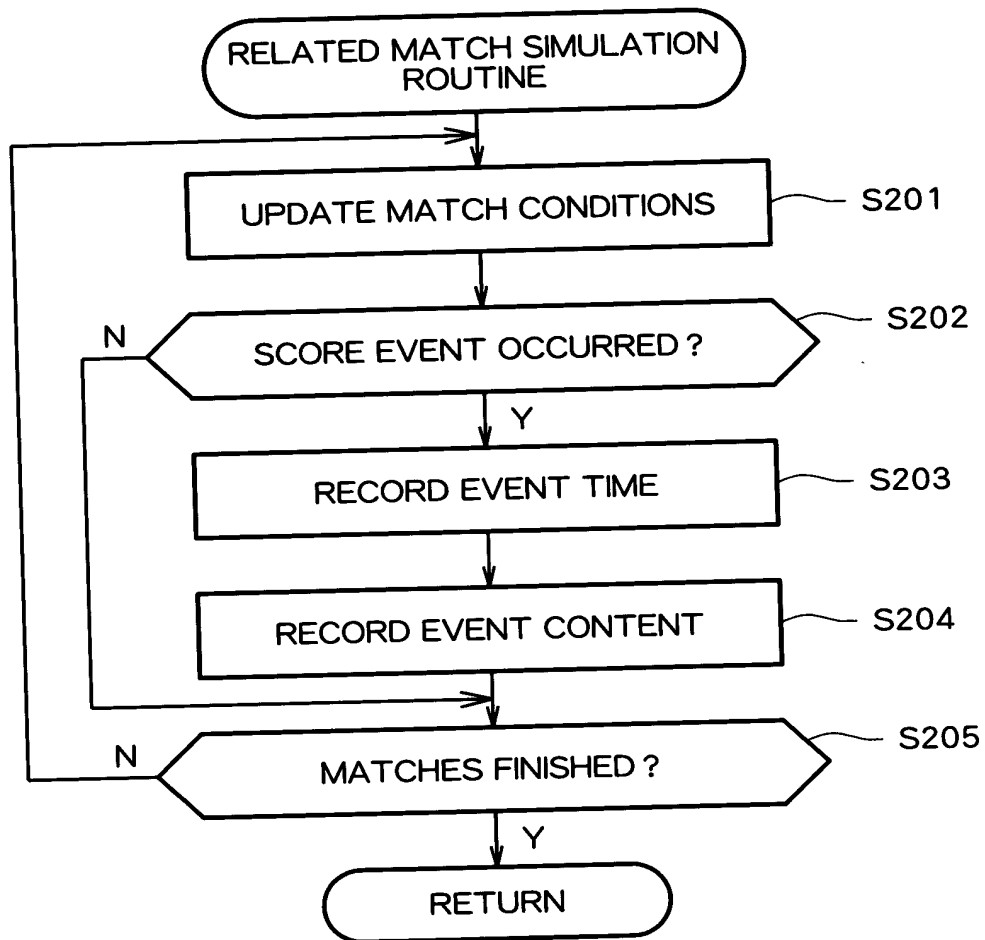 RELATED MATCH SIMULATION
ROUTINE
UPDATE MATCH CONDITIONS
S201
SCORE EVENT OCCURRED ?
S202
N
Y
RECORD EVENT TIME
S203
RECORD EVENT CONTENT
S204
MATCHES FINISHED ?
S205
N
Y
RETURN